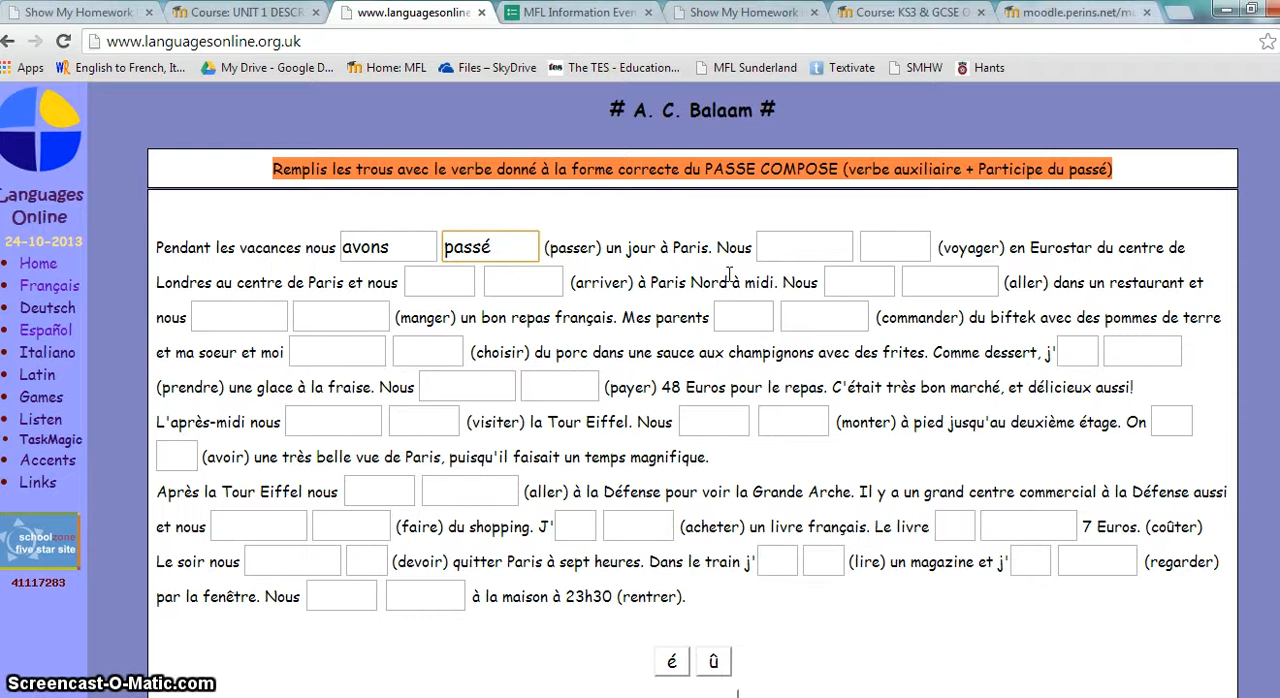 Show My Homework × Course: UNIT 1 DESCR × www.languagesonline × MFL Information Even × Show My Homework × Course: KS3 & GCSE O × moodle.perins.net/m ×
www.languagesonline.org.uk
Apps English to French, It... My Drive - Google D... Home: MFL Files – SkyDrive tes The TES - Education... MFL Sunderland Textivate SMHW Hants
# A. C. Balaam #
Remplis les trous avec le verbe donné à la forme correcte du PASSE COMPOSE (verbe auxiliaire + Participe du passé)
Languages
Online
24-10-2013
Home
Français
Deutsch
Español
Italiano
Latin
Games
Listen
TaskMagic
Accents
Links
schoolzone
five star site
41117283
Pendant les vacances nous avons passé (passer) un jour à Paris. Nous (voyager) en Eurostar du centre de
Londres au centre de Paris et nous (arriver) à Paris Nord à midi. Nous (aller) dans un restaurant et
nous (manger) un bon repas français. Mes parents (commander) du biftek avec des pommes de terre
et ma soeur et moi (choisir) du porc dans une sauce aux champignons avec des frites. Comme dessert, j'
(prendre) une glace à la fraise. Nous (payer) 48 Euros pour le repas. C'était très bon marché, et délicieux aussi!
L'après-midi nous (visiter) la Tour Eiffel. Nous (monter) à pied jusqu'au deuxième étage. On
(avoir) une très belle vue de Paris, puisqu'il faisait un temps magnifique.
Après la Tour Eiffel nous (aller) à la Défense pour voir la Grande Arche. Il y a un grand centre commercial à la Défense aussi
et nous (faire) du shopping. J' (acheter) un livre français. Le livre 7 Euros. (coûter)
Le soir nous (devoir) quitter Paris à sept heures. Dans le train j' (lire) un magazine et j' (regarder)
par la fenêtre. Nous à la maison à 23h30 (rentrer).
é û
Screencast-O-Matic.com